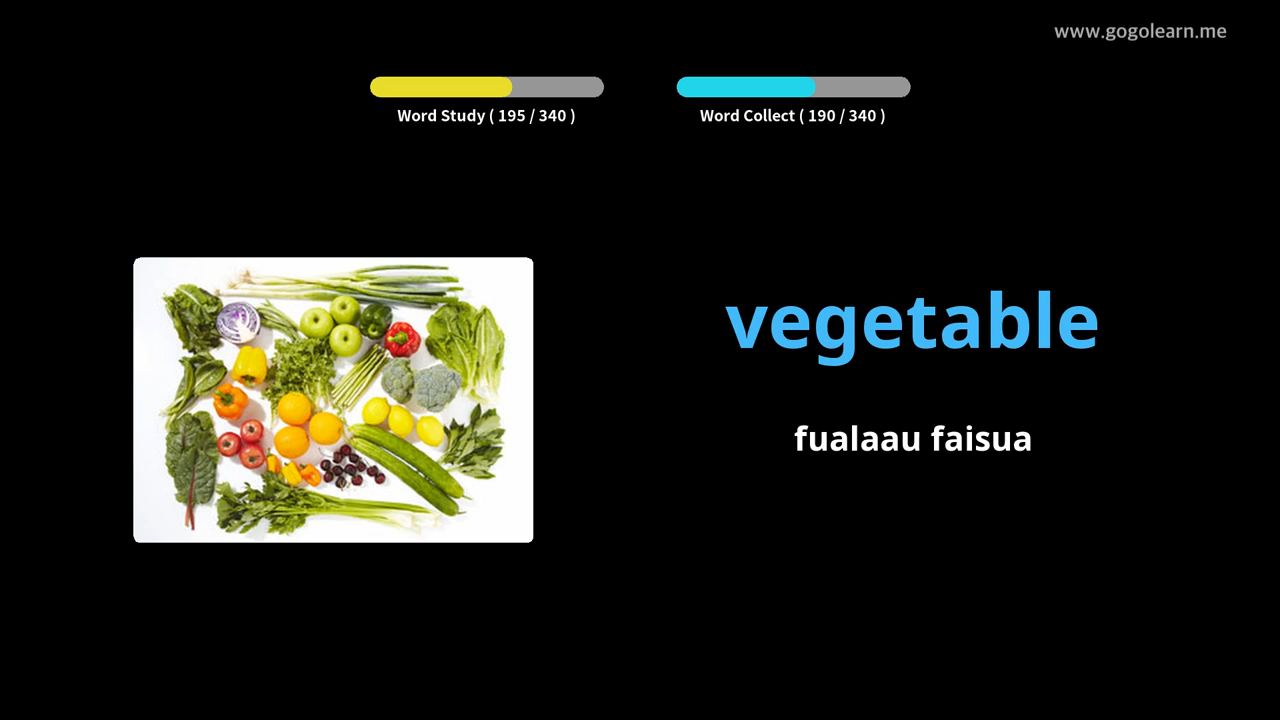 www.gogolearn.me
Word Study ( 195 / 340 )
Word Collect ( 190 / 340 )
vegetable
fualaau faisua